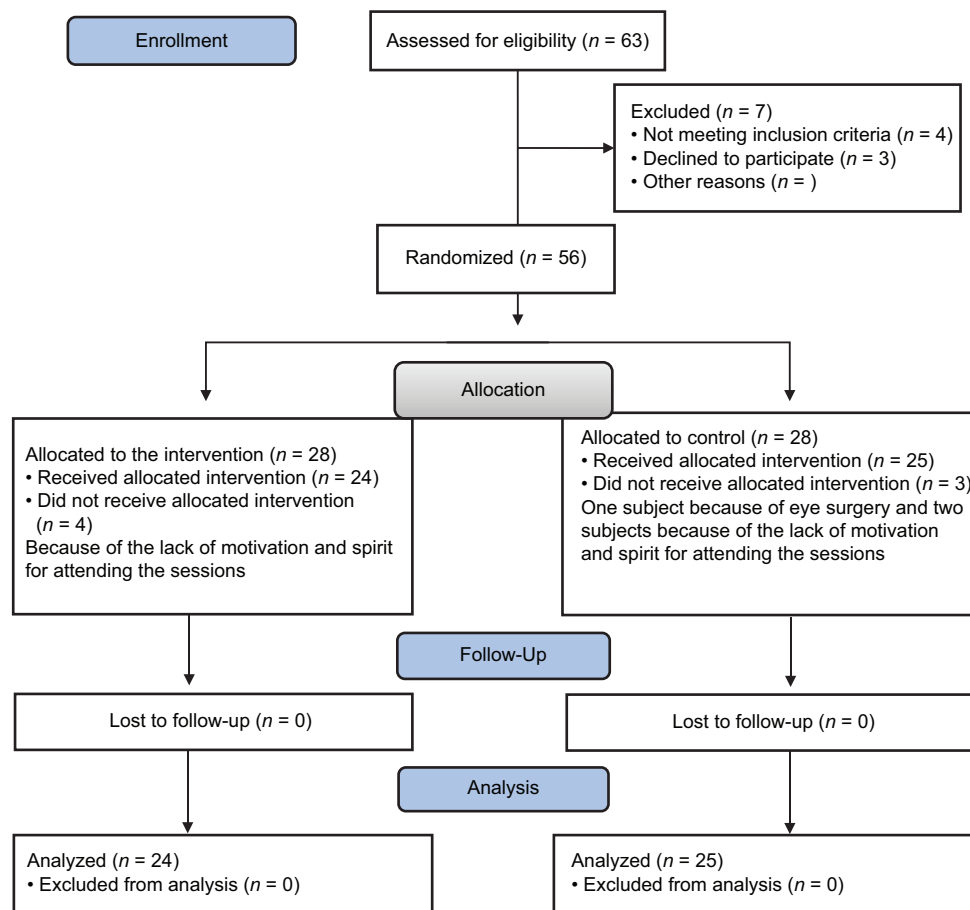 Enrollment
Assessed for eligibility (n = 63)
Excluded (n = 7)
• Not meeting inclusion criteria (n = 4)
• Declined to participate (n = 3)
• Other reasons (n = )
Randomized (n = 56)
Allocation
Allocated to the intervention (n = 28)
• Received allocated intervention (n = 24)
• Did not receive allocated intervention
(n = 4)
Because of the lack of motivation and spirit
for attending the sessions
Allocated to control (n = 28)
• Received allocated intervention (n = 25)
• Did not receive allocated intervention (n = 3)
One subject because of eye surgery and two
subjects because of the lack of motivation
and spirit for attending the sessions
Follow-Up
Lost to follow-up (n = 0)
Lost to follow-up (n = 0)
Analysis
Analyzed (n = 24)
• Excluded from analysis (n = 0)
Analyzed (n = 25)
• Excluded from analysis (n = 0)